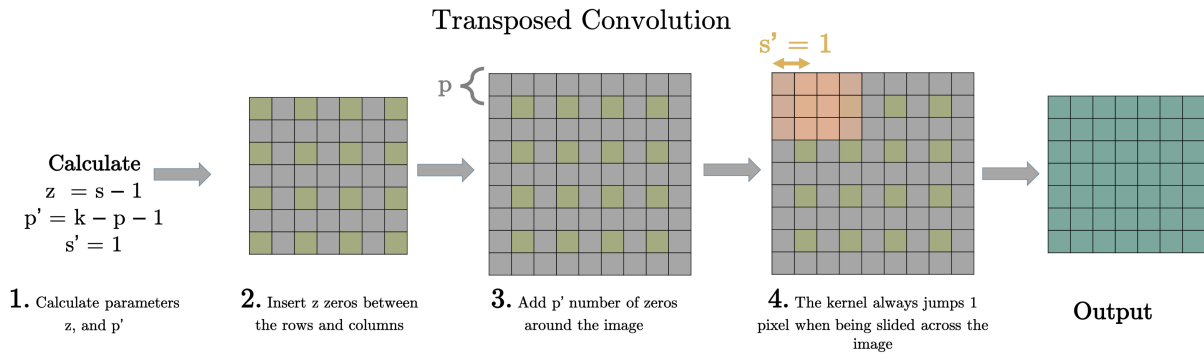 Transposed Convolution
s' = 1
p
Calculate
z = s − 1
p' = k − p − 1
s' = 1
1. Calculate parameters
z, and p'
2. Insert z zeros between
the rows and columns
3. Add p' number of zeros
around the image
4. The kernel always jumps 1
pixel when being slided across the
image
Output